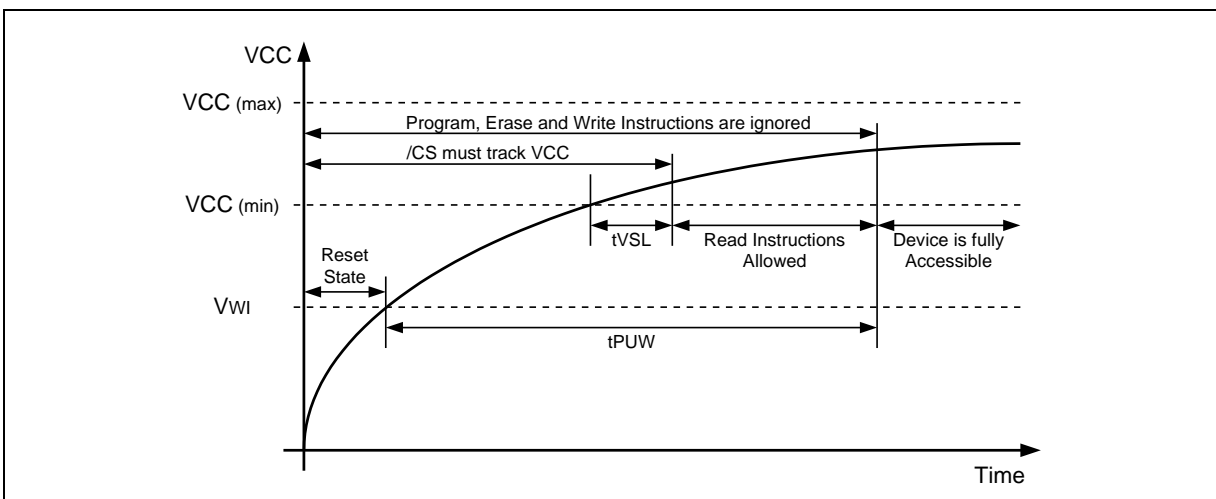 VCC
VCC (max)
Program, Erase and Write Instructions are ignored
/CS must track VCC
VCC (min)
tVSL
Read Instructions
Allowed
Device is fully
Accessible
Reset
State
VWI
tPUW
Time